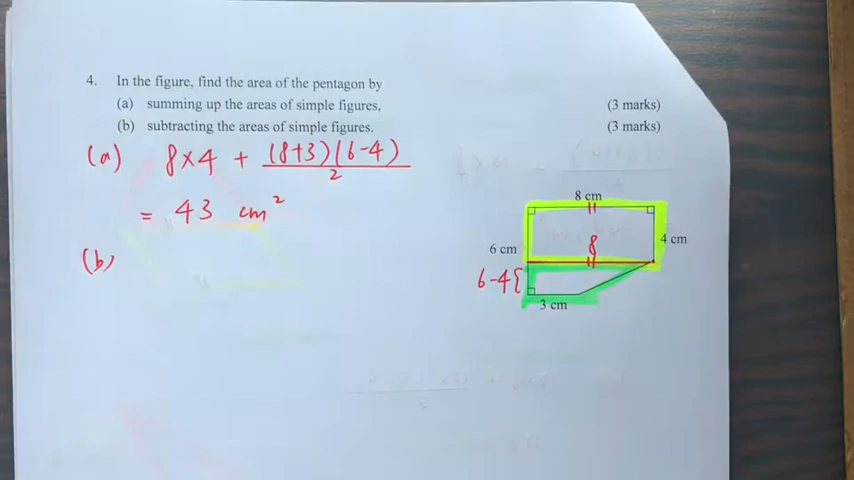 4. In the figure, find the area of the pentagon by
(a) summing up the areas of simple figures, (3 marks)
(b) subtracting the areas of simple figures. (3 marks)
(a) 8×4 + (8+3)(6-4)
2
= 43 cm²
(b)
8 cm
6 cm
8
4 cm
6-4{
3 cm